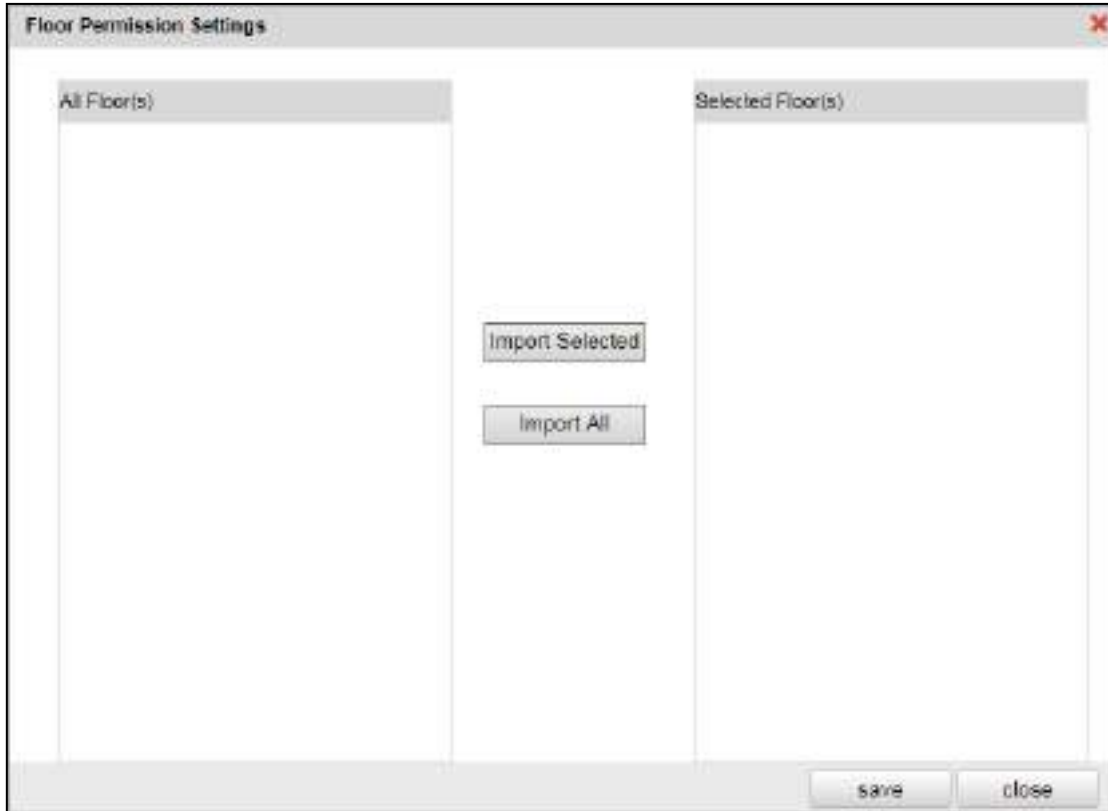 Floor Permission Settings
All Floor(s)
Selected Floor(s)
Import Selected
Import All
save
close